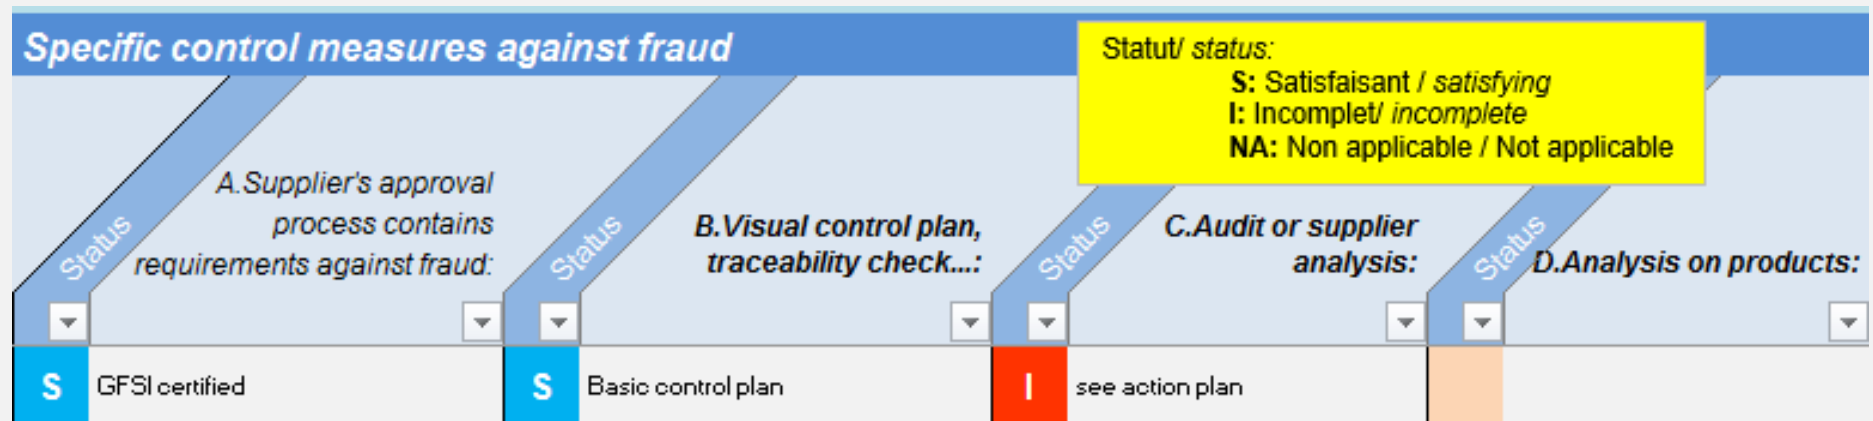 Specific control measures against fraud
Statut/ status:
S: Satisfaisant / satisfying
I: Incomplet/ incomplete
NA: Non applicable / Not applicable
Status
A.Supplier's approval
process contains
requirements against fraud:
Status
B.Visual control plan,
traceability check...:
Status
C.Audit or supplier
analysis:
Status
D.Analysis on products:
S
GFSI certified
S
Basic control plan
I
see action plan